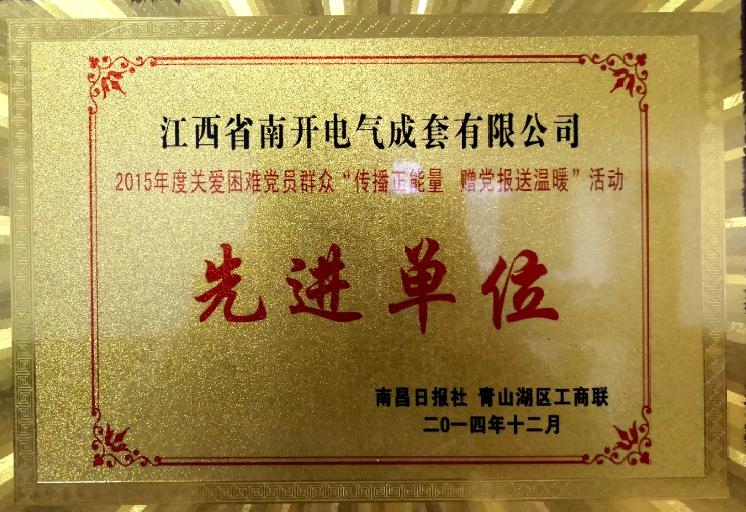 江西省南开电气成套有限公司
2015年度关爱困难党员群众“传播正能量 赠党报送温暖”活动
先进单位
南昌日报社 青山湖区工商联
二0一四年十二月